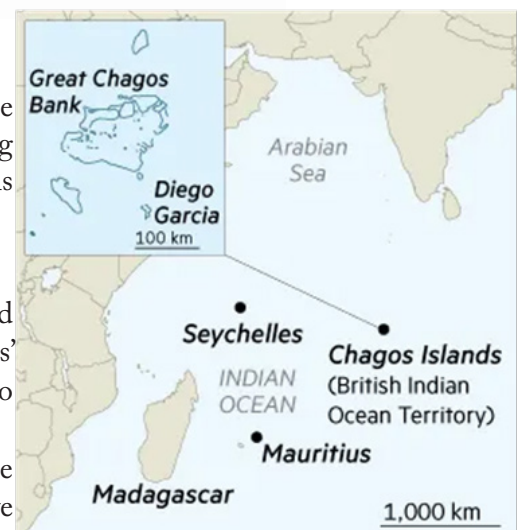 Great Chagos
Bank
Diego
Garcia
100 km
Arabian
Sea
Seychelles
Chagos Islands
(British Indian
Ocean Territory)
INDIAN
OCEAN
Mauritius
Madagascar
1,000 km